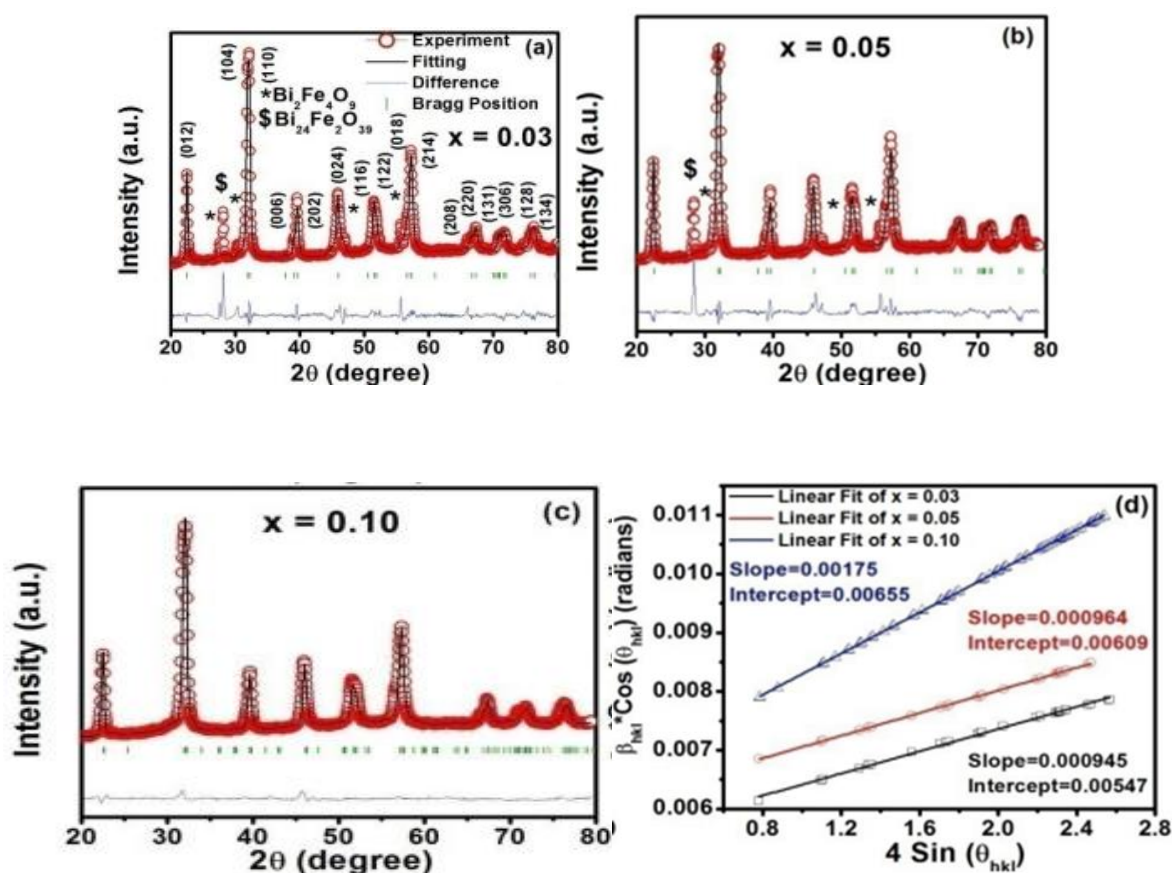 (a)
Experiment
Fitting
Difference
Bragg Position
*Bi2Fe4O9
$Bi24Fe2O39
x = 0.03
(012)
$
*
*
(104)
(110)
(006)
(202)
(024)
*
(116)
(122)
*
(018)
(214)
(208)
(220)
(131)
(306)
(128)
(134)
Intensity (a.u.)
20 30 40 50 60 70 80
2θ (degree)
(b)
x = 0.05
$
*
*
*
Intensity (a.u.)
20 30 40 50 60 70 80
2θ (degree)
(c)
x = 0.10
Intensity (a.u.)
20 30 40 50 60 70 80
2θ (degree)
(d)
Linear Fit of x = 0.03
Linear Fit of x = 0.05
Linear Fit of x = 0.10
Slope=0.00175
Intercept=0.00655
Slope=0.000964
Intercept=0.00609
Slope=0.000945
Intercept=0.00547
βhkl*Cos (θhkl) (radians)
0.011
0.010
0.009
0.008
0.007
0.006
0.8 1.2 1.6 2.0 2.4 2.8
4 Sin (θhkl)